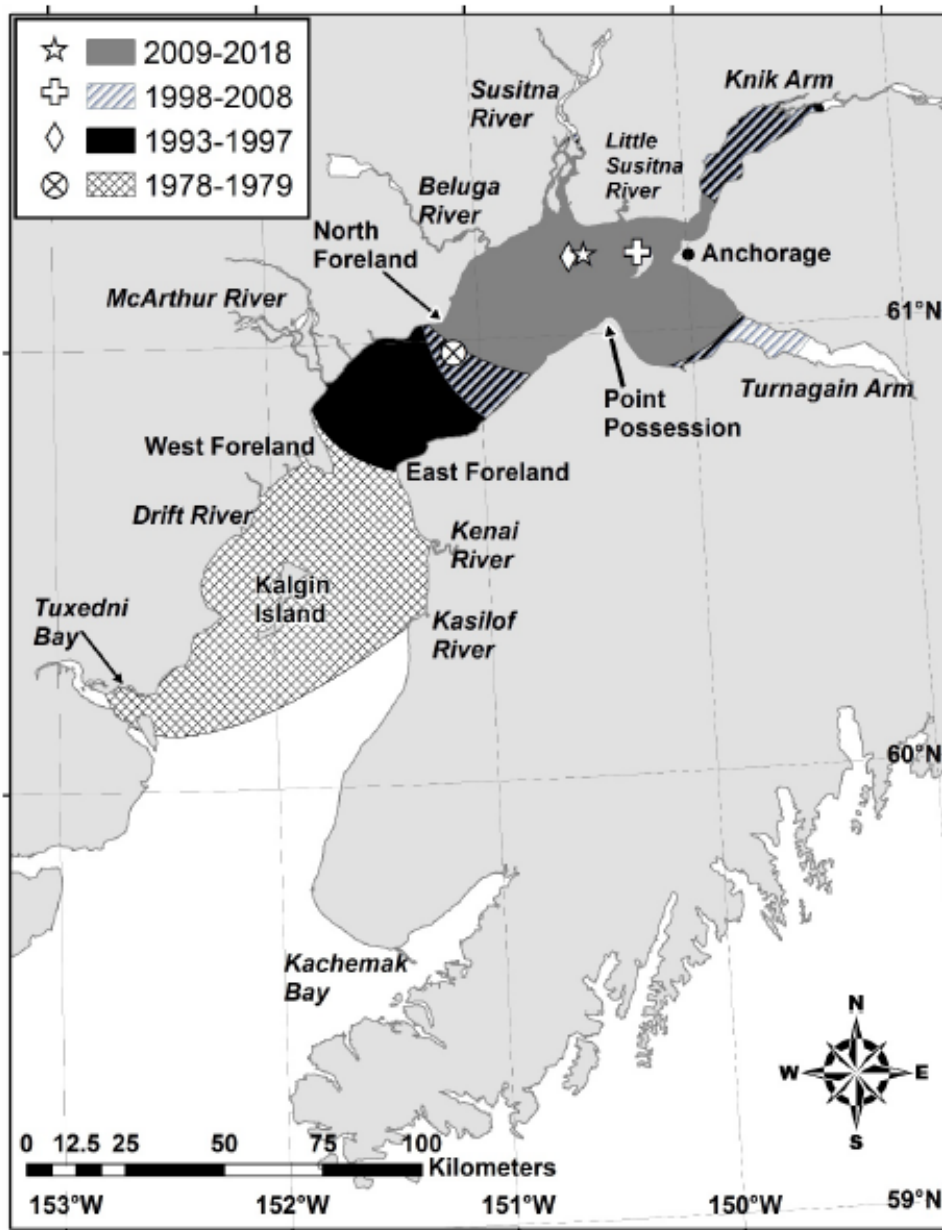 2009-2018
1998-2008
1993-1997
1978-1979
Susitna
River
Knik Arm
Little
Susitna
River
Beluga
River
North
Foreland
Anchorage
McArthur River
61°N
Turnagain Arm
Point
Possession
West Foreland
East Foreland
Drift River
Kenai
River
Kalgin
Island
Tuxedni
Bay
Kasilof
River
60°N
Kachemak
Bay
N
W
E
S
0 12.5 25 50 75 100
Kilometers
153°W 152°W 151°W 150°W 59°N